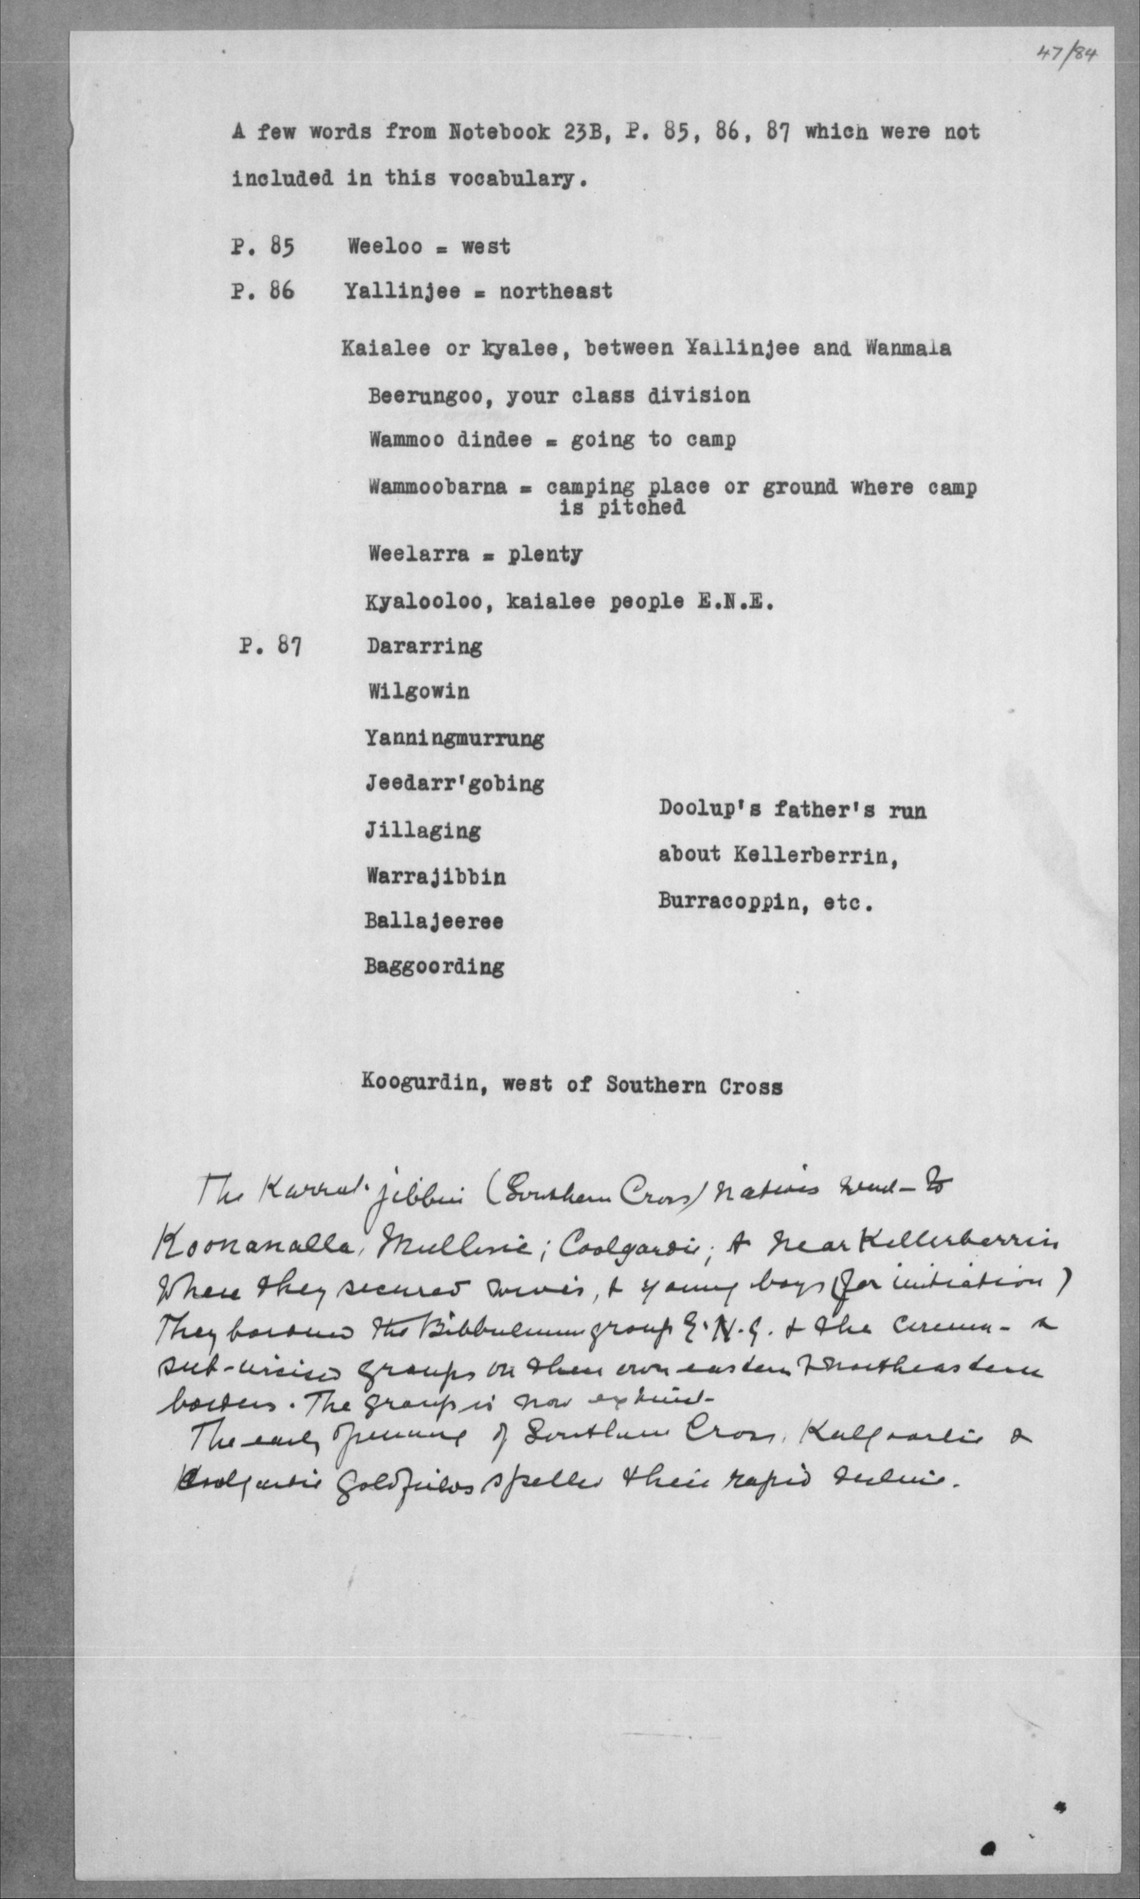 47/84
A few words from Notebook 23B, P. 85, 86, 87 which were not
included in this vocabulary.
P. 85 Weeloo = west
P. 86 Yallinjee = northeast
Kaialee or kyalee, between Yallinjee and Wanmala
Beerungoo, your class division
Wammoo dindee = going to camp
Wammoobarna = camping place or ground where camp
is pitched
Weelarra = plenty
Kyalooloo, kaialee people E.N.E.
P. 87 Dararring
Wilgowin
Yanningmurrung
Jeedarr'gobing
Jillaging
Warrajibbin
Ballajeeree
Baggoording
Doolup's father's run
about Kellerberrin,
Burracoppin, etc.
Koogurdin, west of Southern Cross
The Karrat-jibbin (Southern Cross) natives went to
Koonanalla, Mullinie; Coolgardie; & near Kellerberrin
where they secured wives, & young boys (for initiation)
They bordered the Bibbulmun group & the circum- &
sub-incised groups on their own eastern & northeastern
borders. The group is now extinct.
The early opening of Southern Cross, Kalgoorlie &
Coolgardie goldfields spelled their rapid decline.